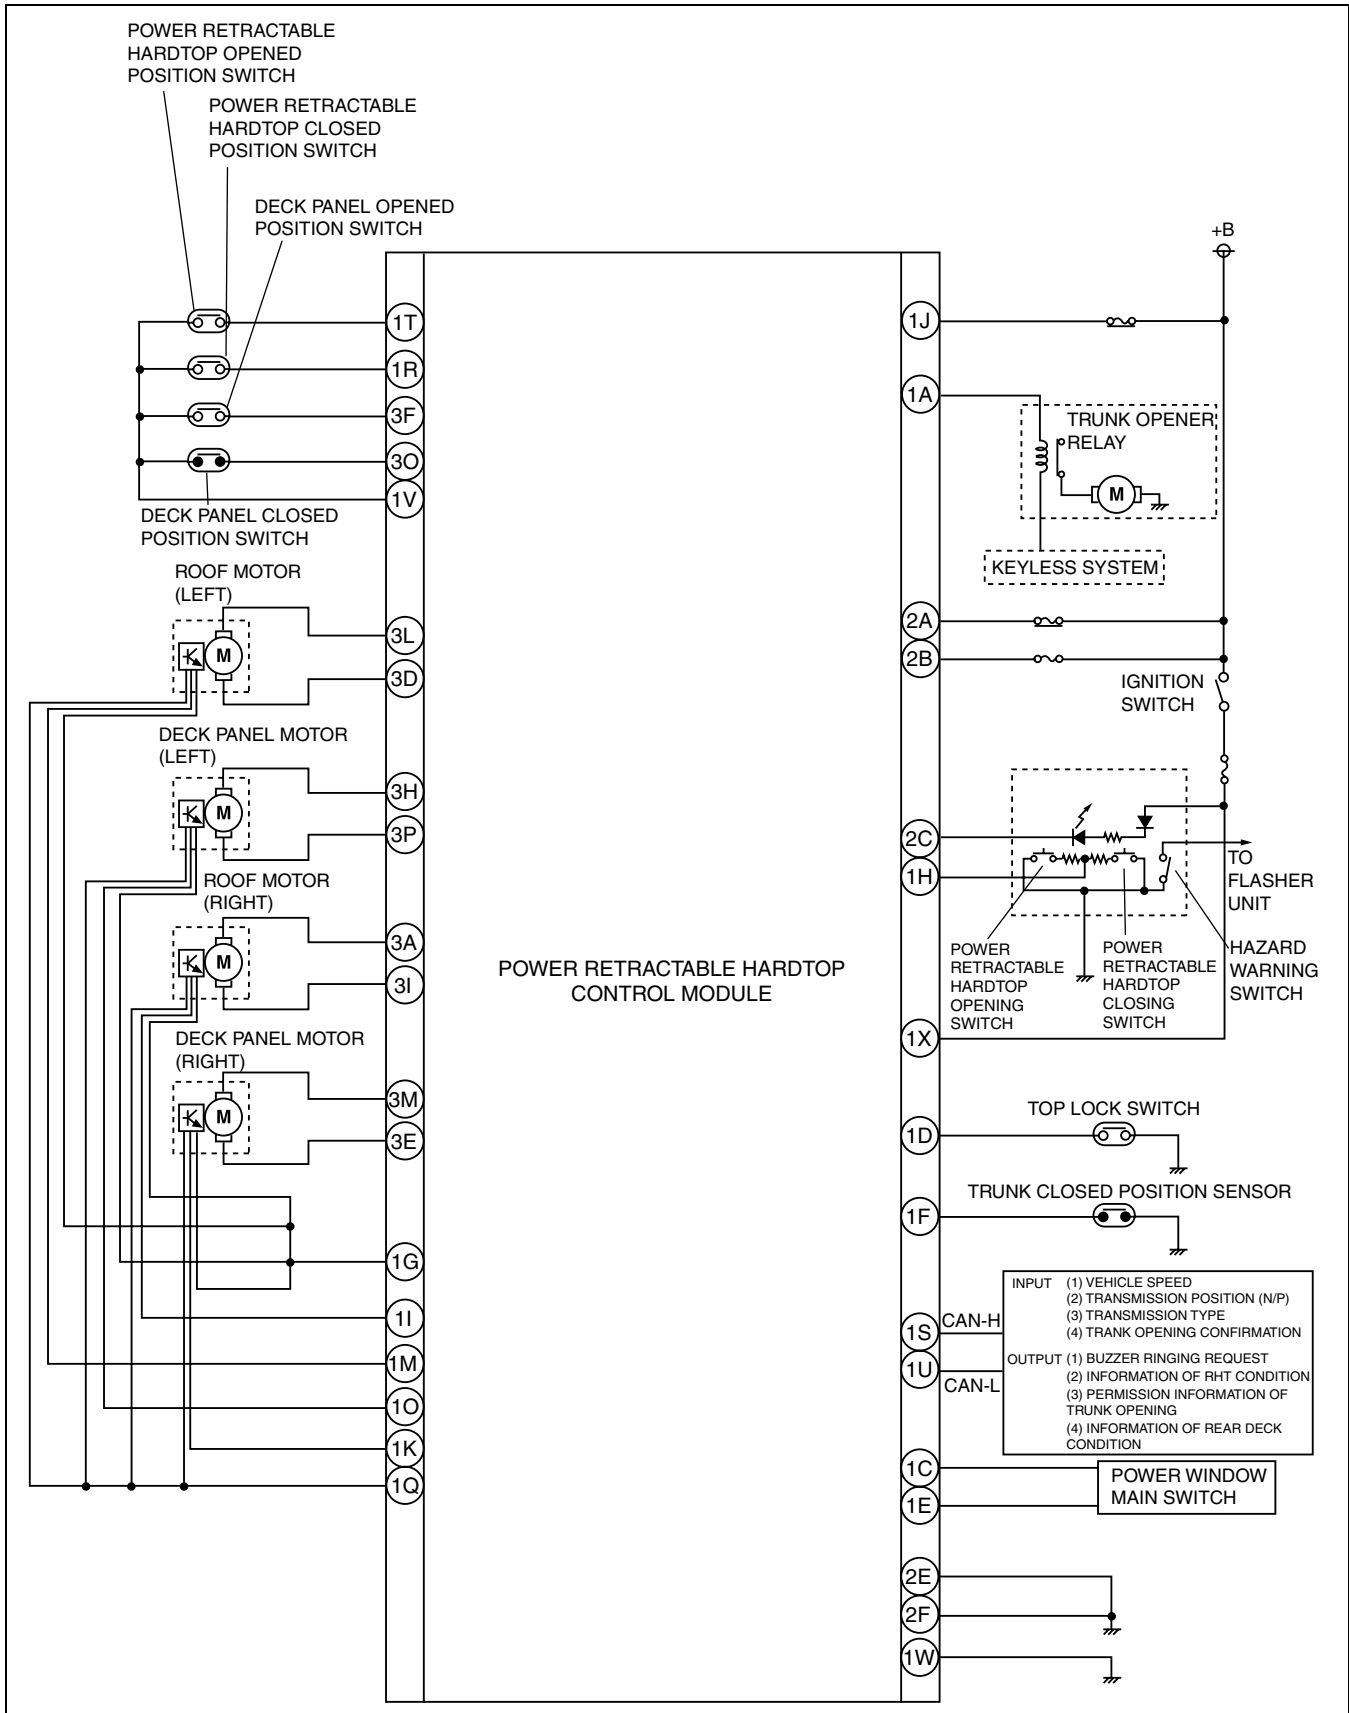 POWER RETRACTABLE
HARDTOP OPENED
POSITION SWITCH
POWER RETRACTABLE
HARDTOP CLOSED
POSITION SWITCH
DECK PANEL OPENED
POSITION SWITCH
1T
1R
3F
3O
1V
DECK PANEL CLOSED
POSITION SWITCH
ROOF MOTOR
(LEFT)
M
3L
3D
DECK PANEL MOTOR
(LEFT)
M
3H
3P
ROOF MOTOR
(RIGHT)
M
3A
3I
DECK PANEL MOTOR
(RIGHT)
M
3M
3E
1G
1I
1M
1O
1K
1Q
POWER RETRACTABLE HARDTOP
CONTROL MODULE
+B
1J
1A
TRUNK OPENER
RELAY
M
KEYLESS SYSTEM
2A
2B
IGNITION
SWITCH
2C
1H
TO
FLASHER
UNIT
POWER
RETRACTABLE
HARDTOP
OPENING
SWITCH
POWER
RETRACTABLE
HARDTOP
CLOSING
SWITCH
HAZARD
WARNING
SWITCH
1X
TOP LOCK SWITCH
1D
TRUNK CLOSED POSITION SENSOR
1F
1S
CAN-H
1U
CAN-L
INPUT (1) VEHICLE SPEED
(2) TRANSMISSION POSITION (N/P)
(3) TRANSMISSION TYPE
(4) TRANK OPENING CONFIRMATION
OUTPUT (1) BUZZER RINGING REQUEST
(2) INFORMATION OF RHT CONDITION
(3) PERMISSION INFORMATION OF
TRUNK OPENING
(4) INFORMATION OF REAR DECK
CONDITION
1C
1E
POWER WINDOW
MAIN SWITCH
2E
2F
1W